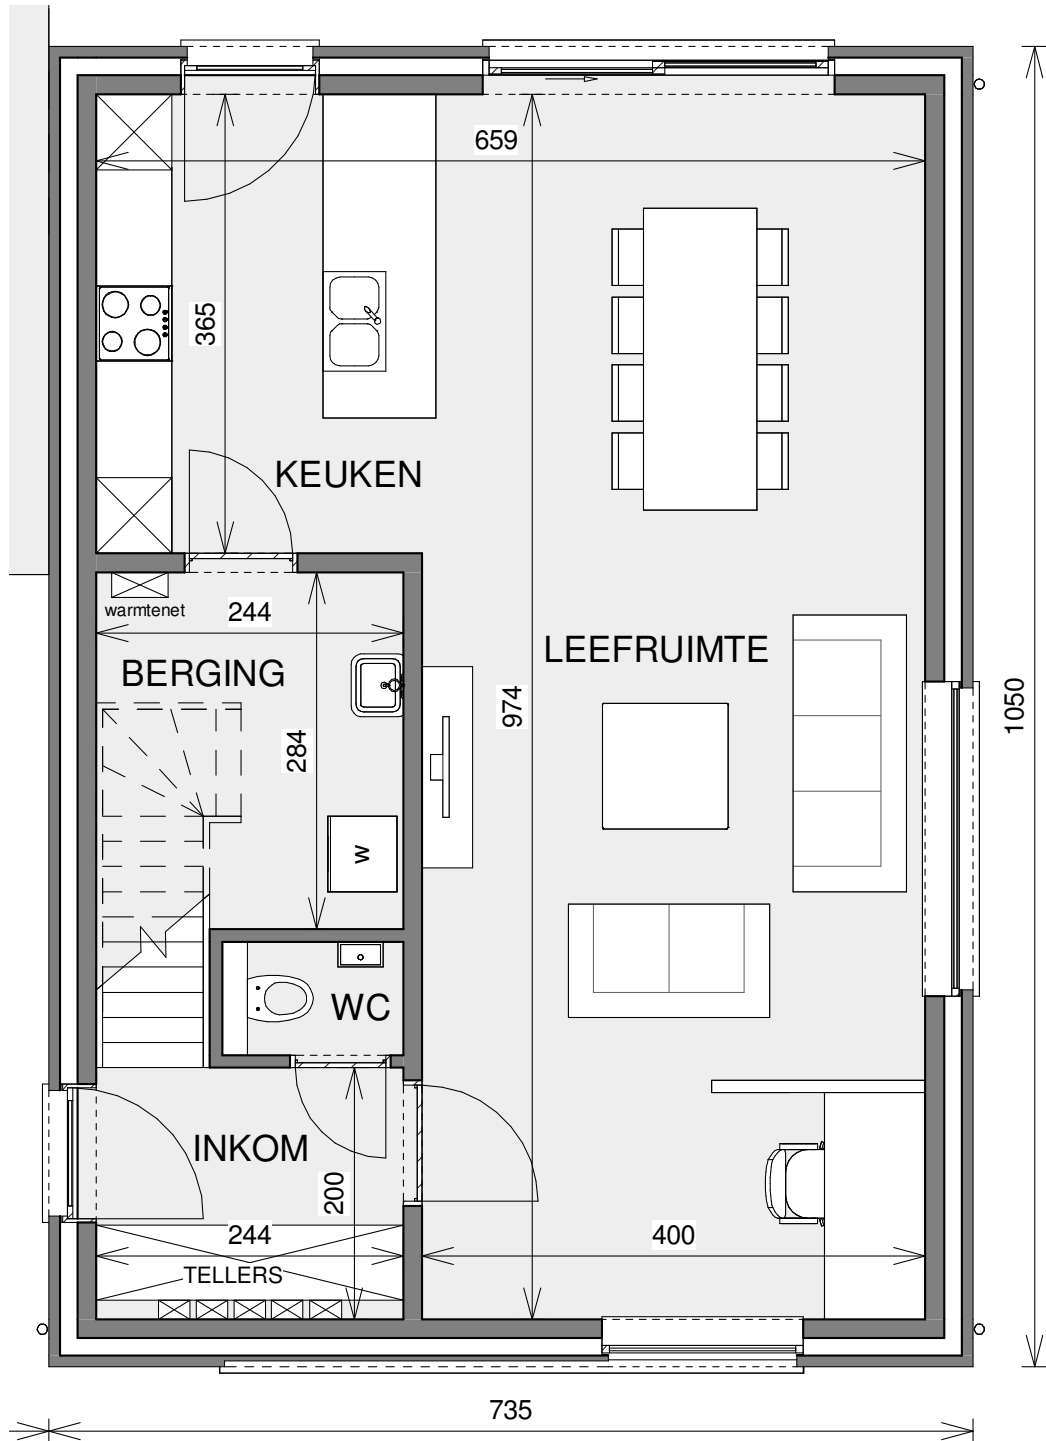 659
365
KEUKEN
warmtenet
244
BERGING
LEEFRUIMTE
974
1050
284
W
WC
INKOM
200
244
400
TELLERS
735